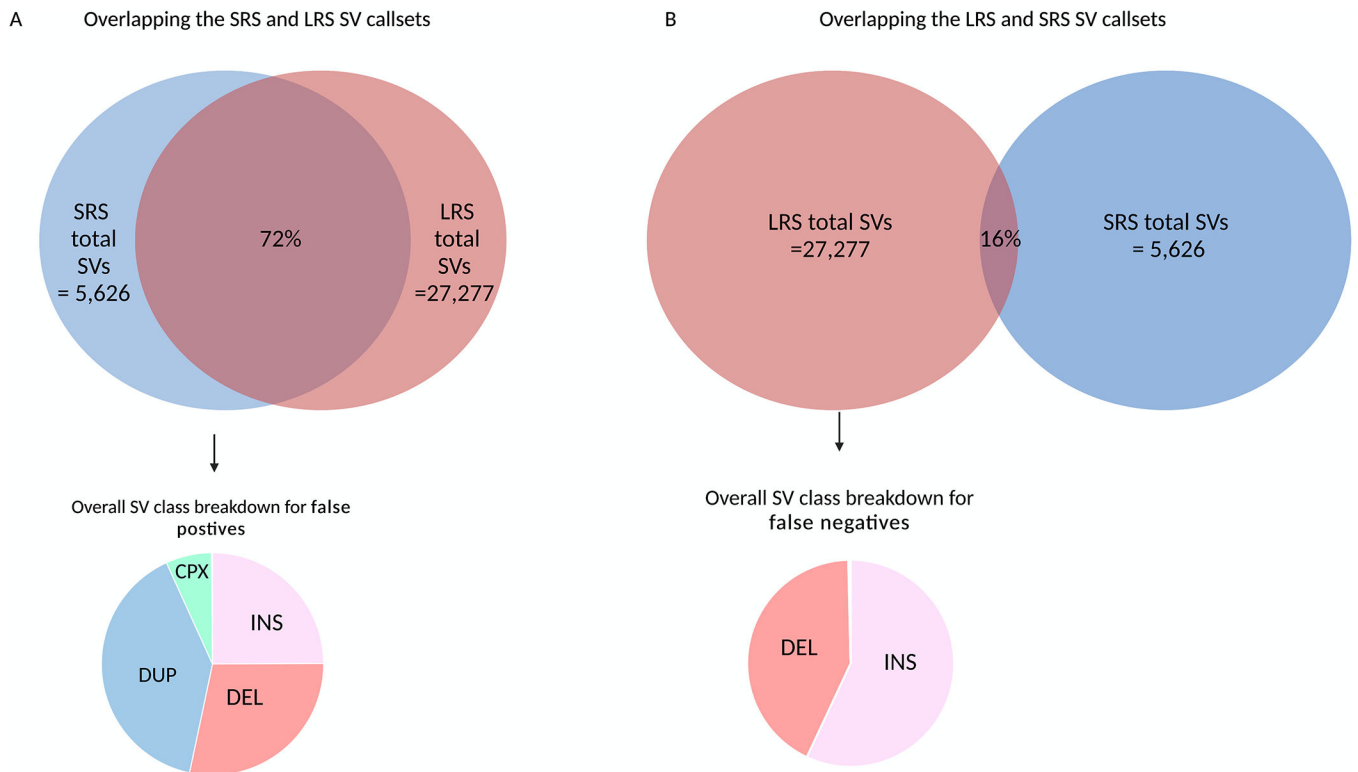 A
Overlapping the SRS and LRS SV callsets
SRS
total
SVs
= 5,626
72%
LRS
total
SVs
=27,277
Overall SV class breakdown for false
postives
CPX
INS
DUP
DEL
B
Overlapping the LRS and SRS SV callsets
LRS total SVs
=27,277
16%
SRS total SVs
= 5,626
Overall SV class breakdown for
false negatives
DEL
INS